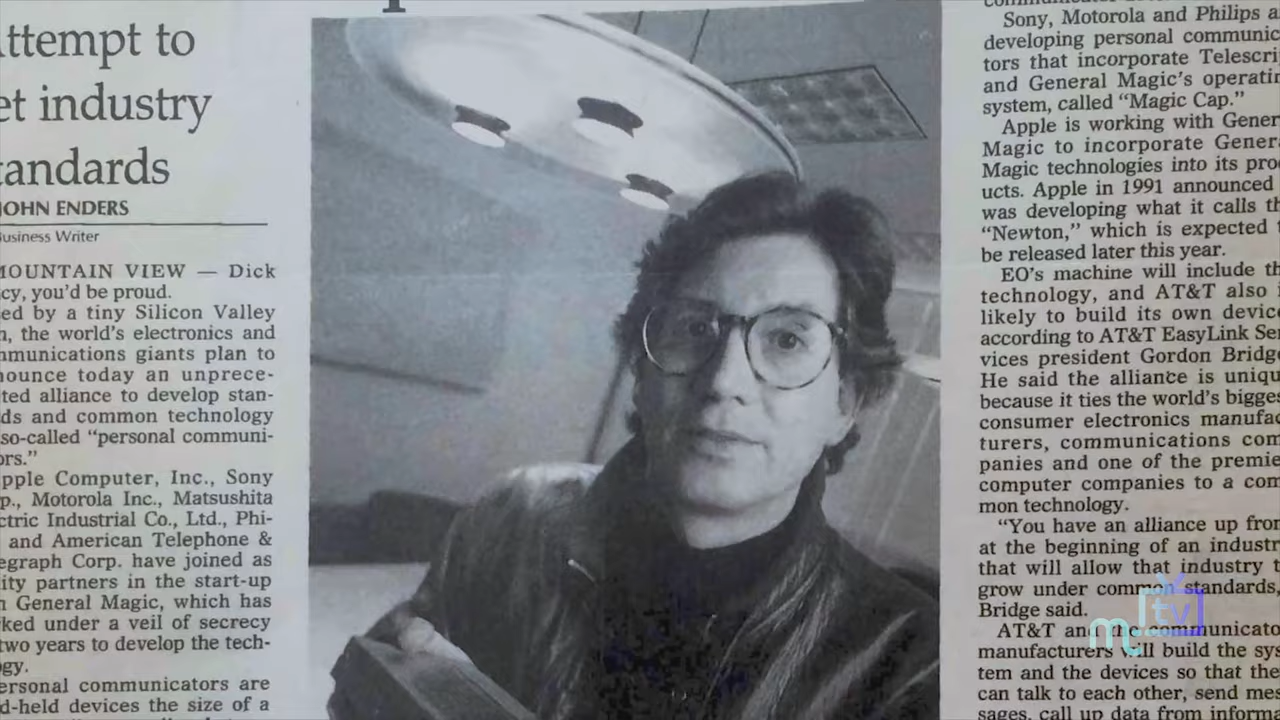 ttempt to
et industry
tandards
JOHN ENDERS
Business Writer
MOUNTAIN VIEW — Dick
cy, you'd be proud.
sed by a tiny Silicon Valley
h, the world's electronics and
mmunications giants plan to
nounce today an unprece-
ted alliance to develop stan-
ds and common technology
so-called "personal communi-
ors."
pple Computer, Inc., Sony
p., Motorola Inc., Matsushita
ctric Industrial Co., Ltd., Phi-
and American Telephone &
egraph Corp. have joined as
ity partners in the start-up
n General Magic, which has
ked under a veil of secrecy
two years to develop the tech-
gy.
ersonal communicators are
d-held devices the size of a
Sony, Motorola and Philips a
developing personal communic
tors that incorporate Telescri
and General Magic's operatin
system, called "Magic Cap."
Apple is working with Gener
Magic to incorporate Genera
Magic technologies into its pro
ucts. Apple in 1991 announced
was developing what it calls th
"Newton," which is expected t
be released later this year.
EO's machine will include th
technology, and AT&T also i
likely to build its own device
according to AT&T EasyLink Ser
vices president Gordon Bridge
He said the alliance is uniqu
because it ties the world's bigges
consumer electronics manufac
turers, communications com
panies and one of the premie
computer companies to a com
mon technology.
"You have an alliance up fron
at the beginning of an industr
that will allow that industry t
grow under common standards,
Bridge said.
AT&T and the communicato
manufacturers will build the sys
tem and the devices so that the
can talk to each other, send mes
sages, call up data from informa
m tv